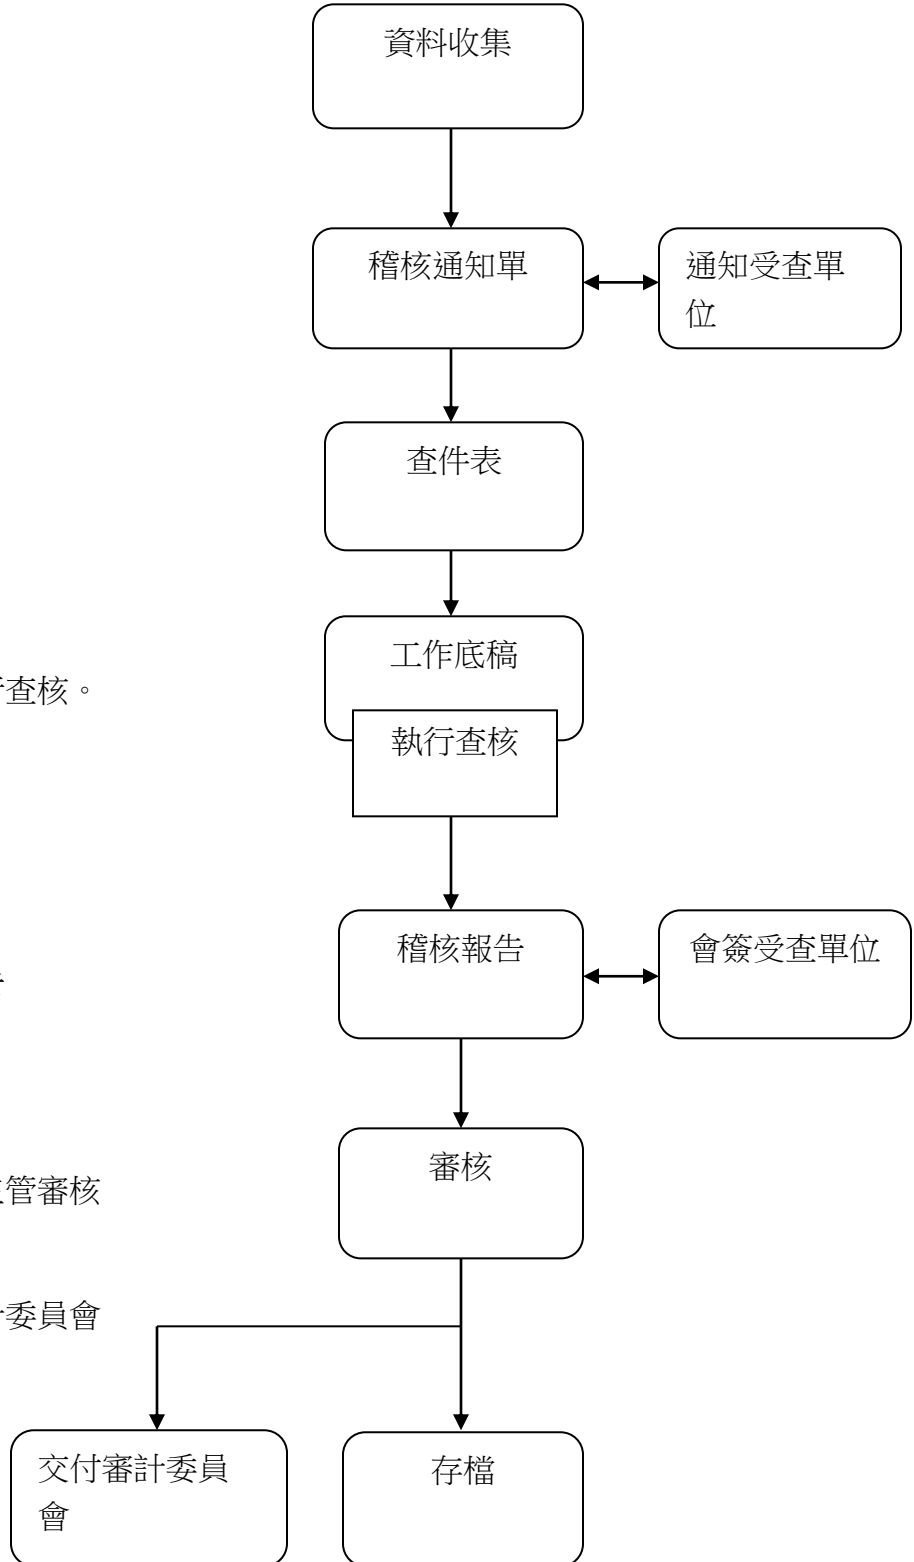 資料收集
稽核通知單
通知受查單
位
查件表
工作底稿
查核。
執行查核
稽核報告
會簽受查單位
審核
管審核
委員會
交付審計委員
會
存檔